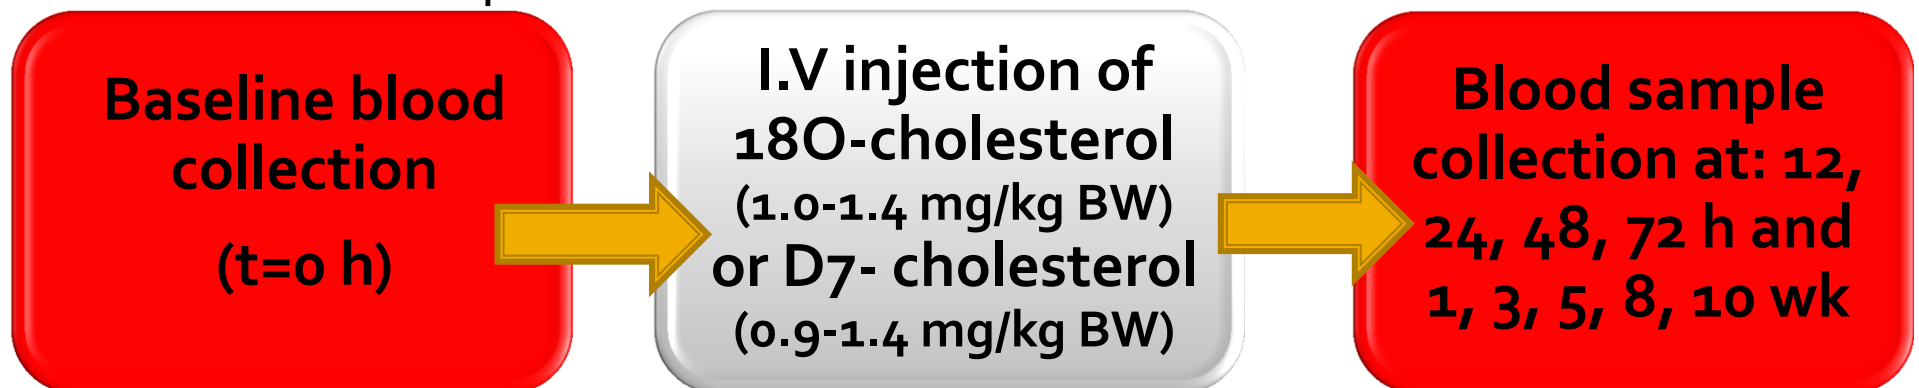 Baseline blood
collection
(t=0 h)
I.V injection of
18O-cholesterol
(1.0-1.4 mg/kg BW)
or D7- cholesterol
(0.9-1.4 mg/kg BW)
Blood sample
collection at: 12,
24, 48, 72 h and
1, 3, 5, 8, 10 wk